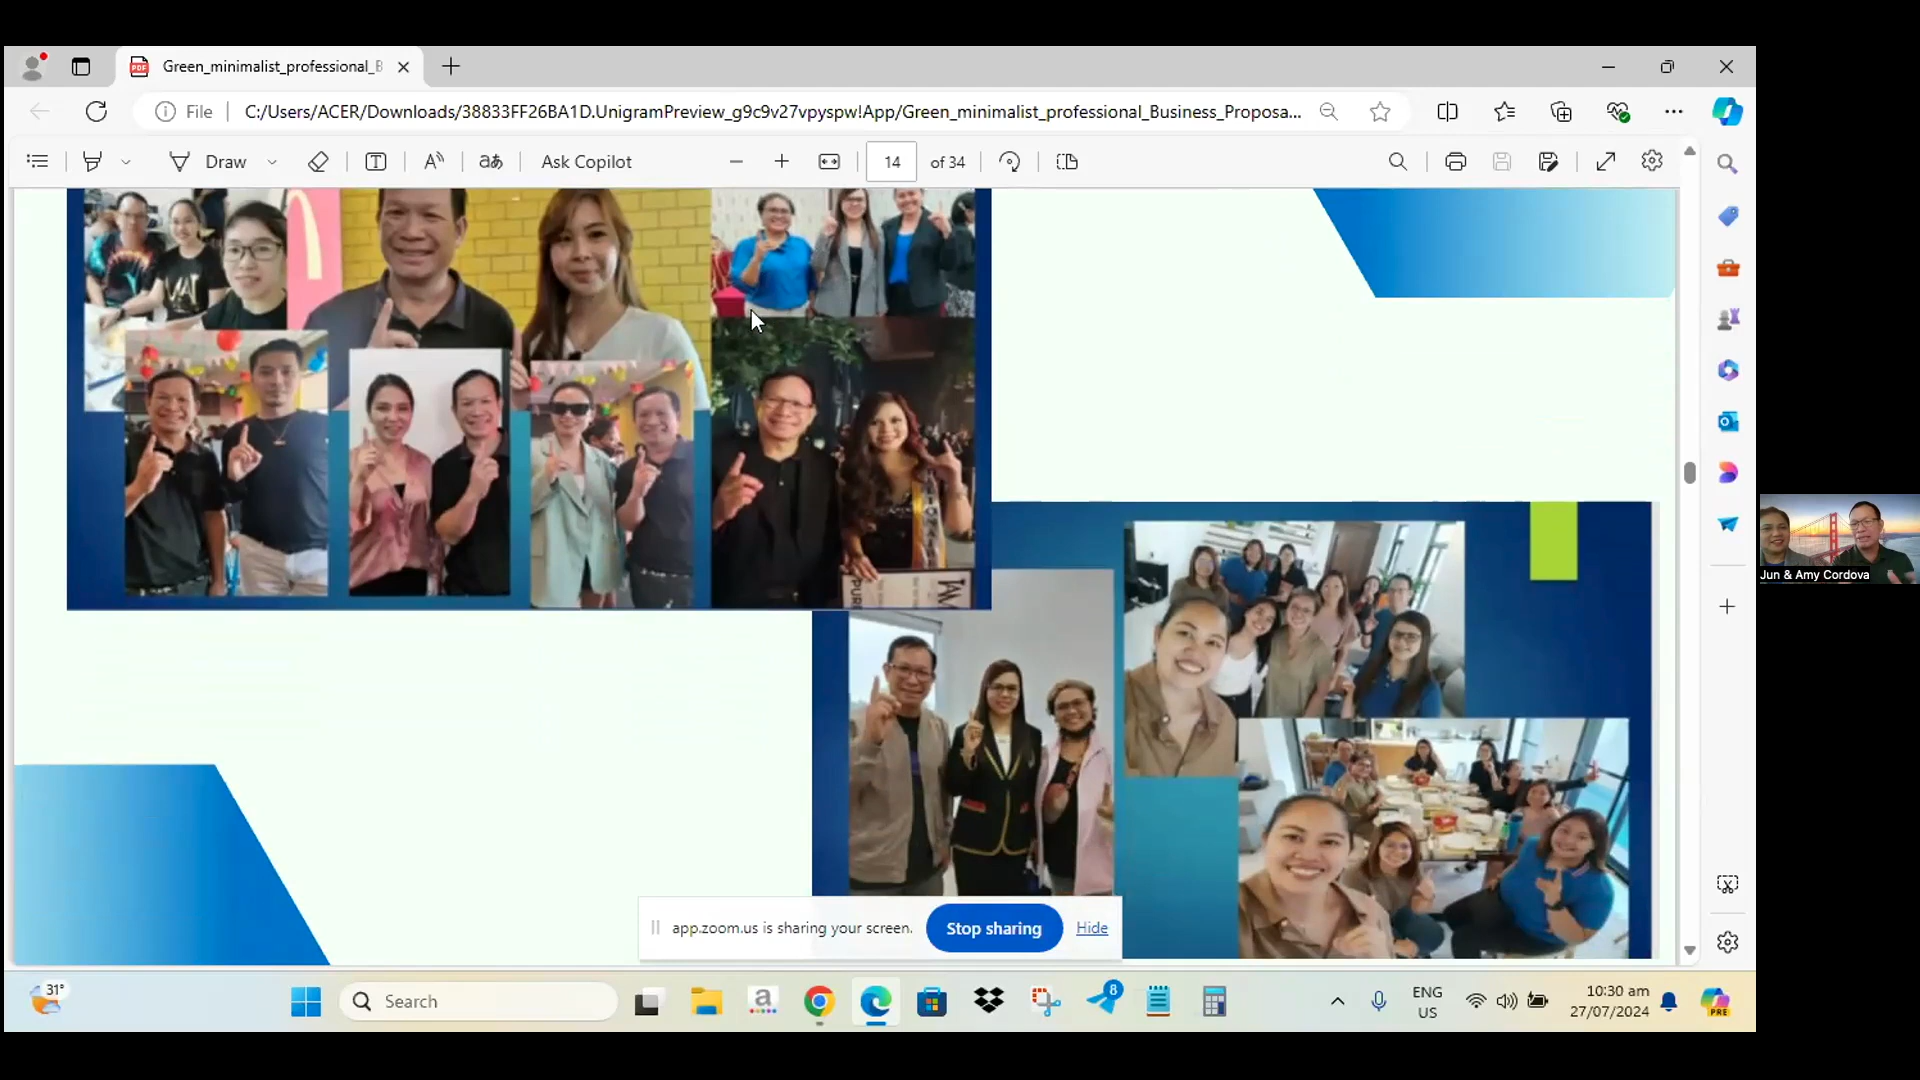 Green_minimalist_professional_B
File
C:/Users/ACER/Downloads/38833FF26BA1D.UnigramPreview_g9c9v27vpyspw!App/Green_minimalist_professional_Business_Proposa...
Draw
Ask Copilot
14
of 34
Jun & Amy Cordova
app.zoom.us is sharing your screen.
Stop sharing
Hide
31°
Search
8
ENG
US
10:30 am
27/07/2024
PRE